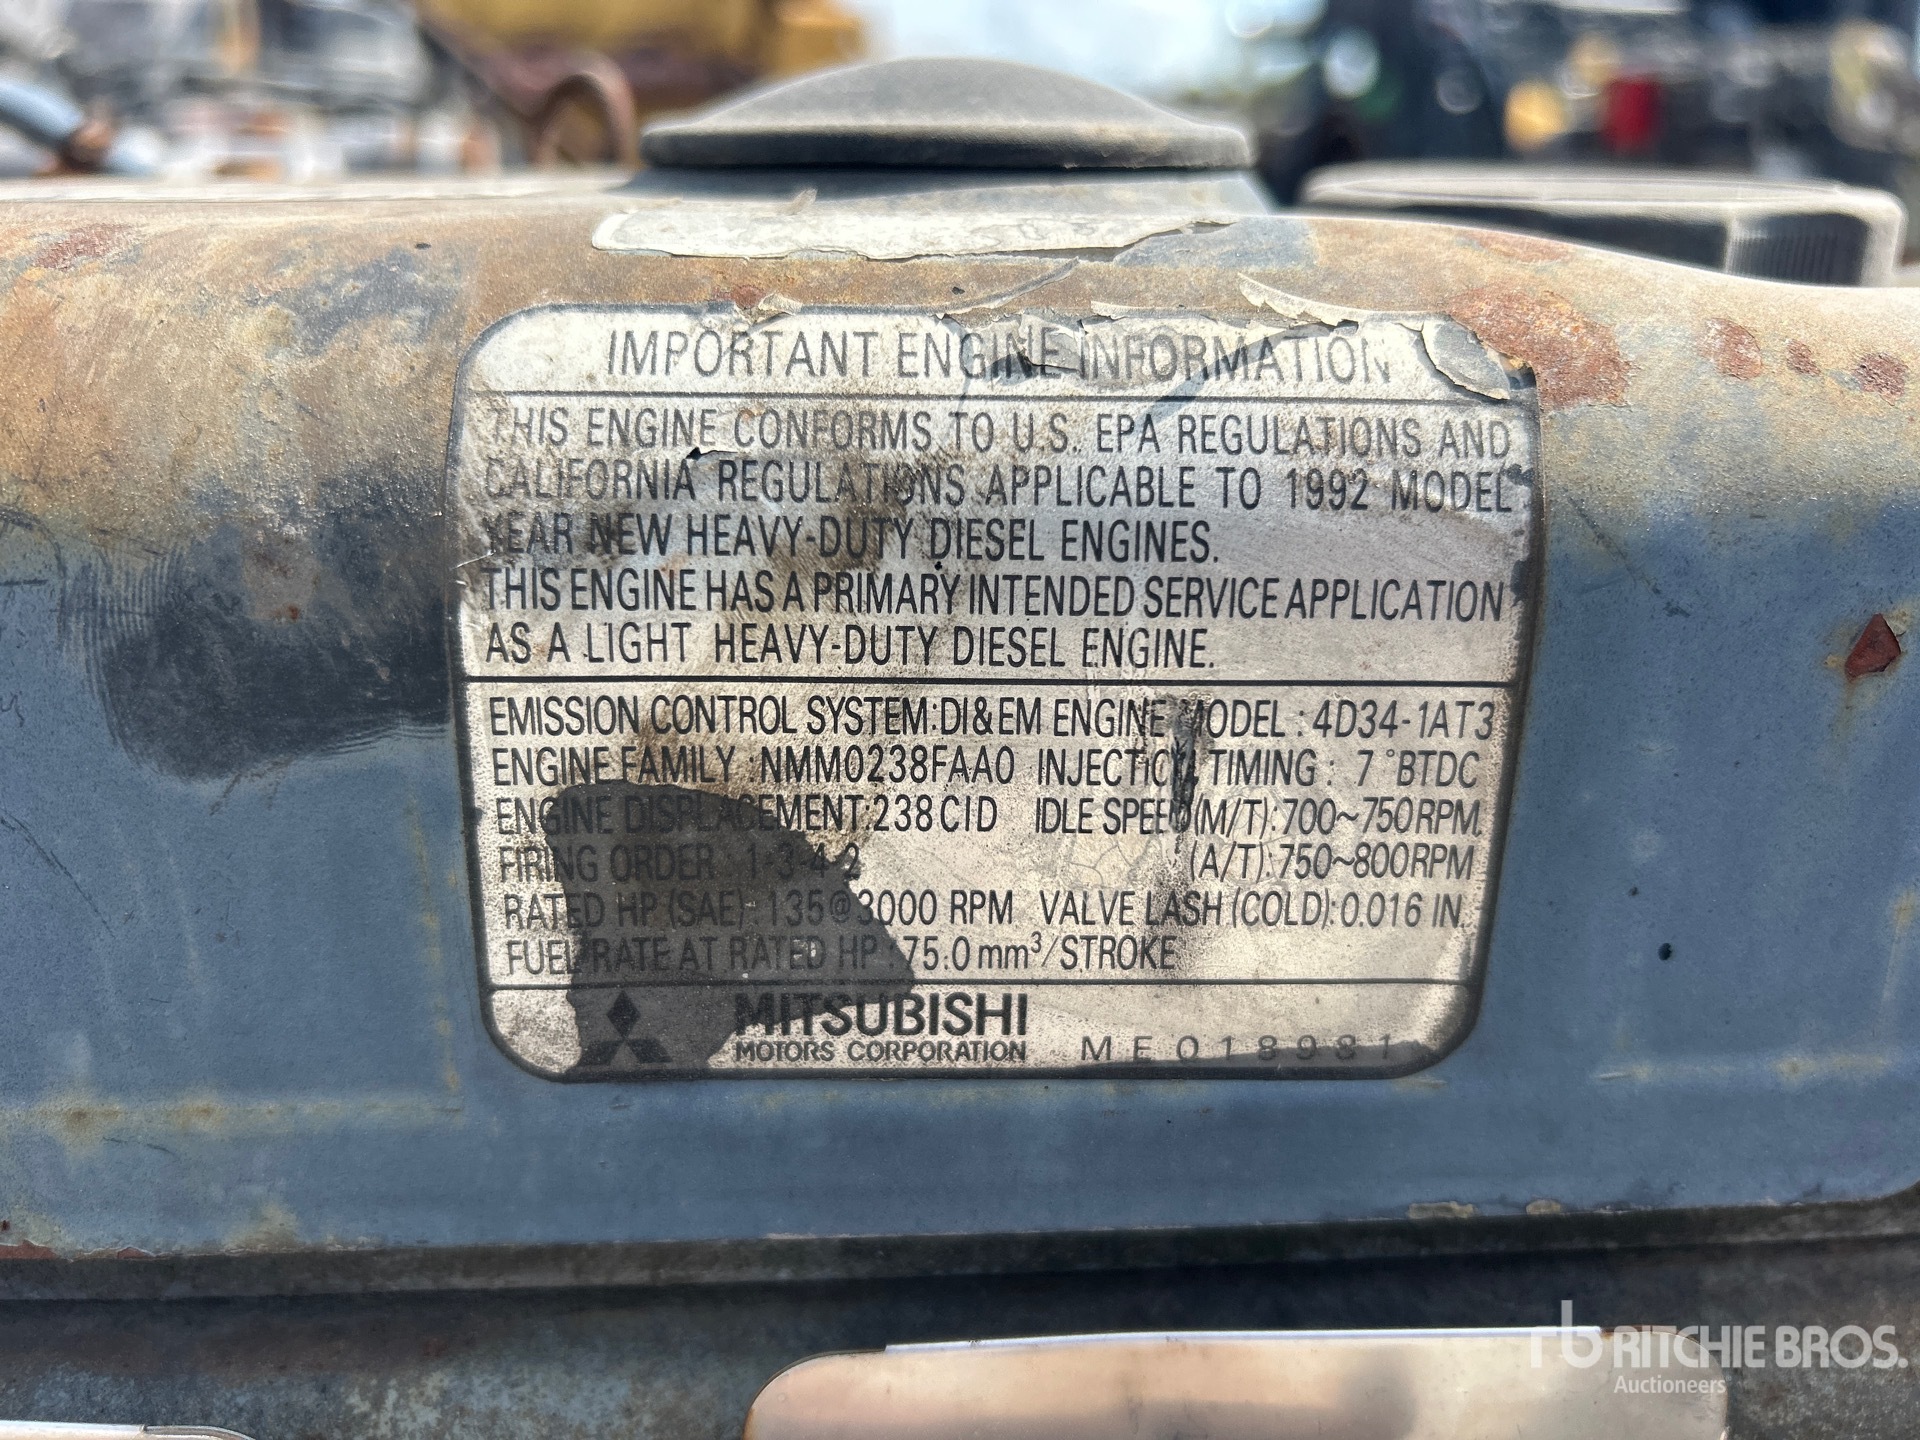 IMPORTANT ENGINE INFORMATION
THIS ENGINE CONFORMS TO U.S. EPA REGULATIONS AND
CALIFORNIA REGULATIONS APPLICABLE TO 1992 MODEL
YEAR NEW HEAVY-DUTY DIESEL ENGINES.
THIS ENGINE HAS A PRIMARY INTENDED SERVICE APPLICATION
AS A LIGHT HEAVY-DUTY DIESEL ENGINE.
EMISSION CONTROL SYSTEM:DI&EM ENGINE MODEL : 4D34-1AT3
ENGINE FAMILY :NMM0238FAA0 INJECTION TIMING : 7 °BTDC
ENGINE DISPLACEMENT:238CID IDLE SPEED(M/T):700~750RPM
FIRING ORDER : 1-3-4-2 (A/T):750~800RPM
RATED HP (SAE): 135@3000 RPM VALVE LASH (COLD):0.016 IN.
FUEL RATE AT RATED HP : 75.0 mm³/STROKE
MITSUBISHI
MOTORS CORPORATION ME018981
rb RITCHIE BROS.
Auctioneers